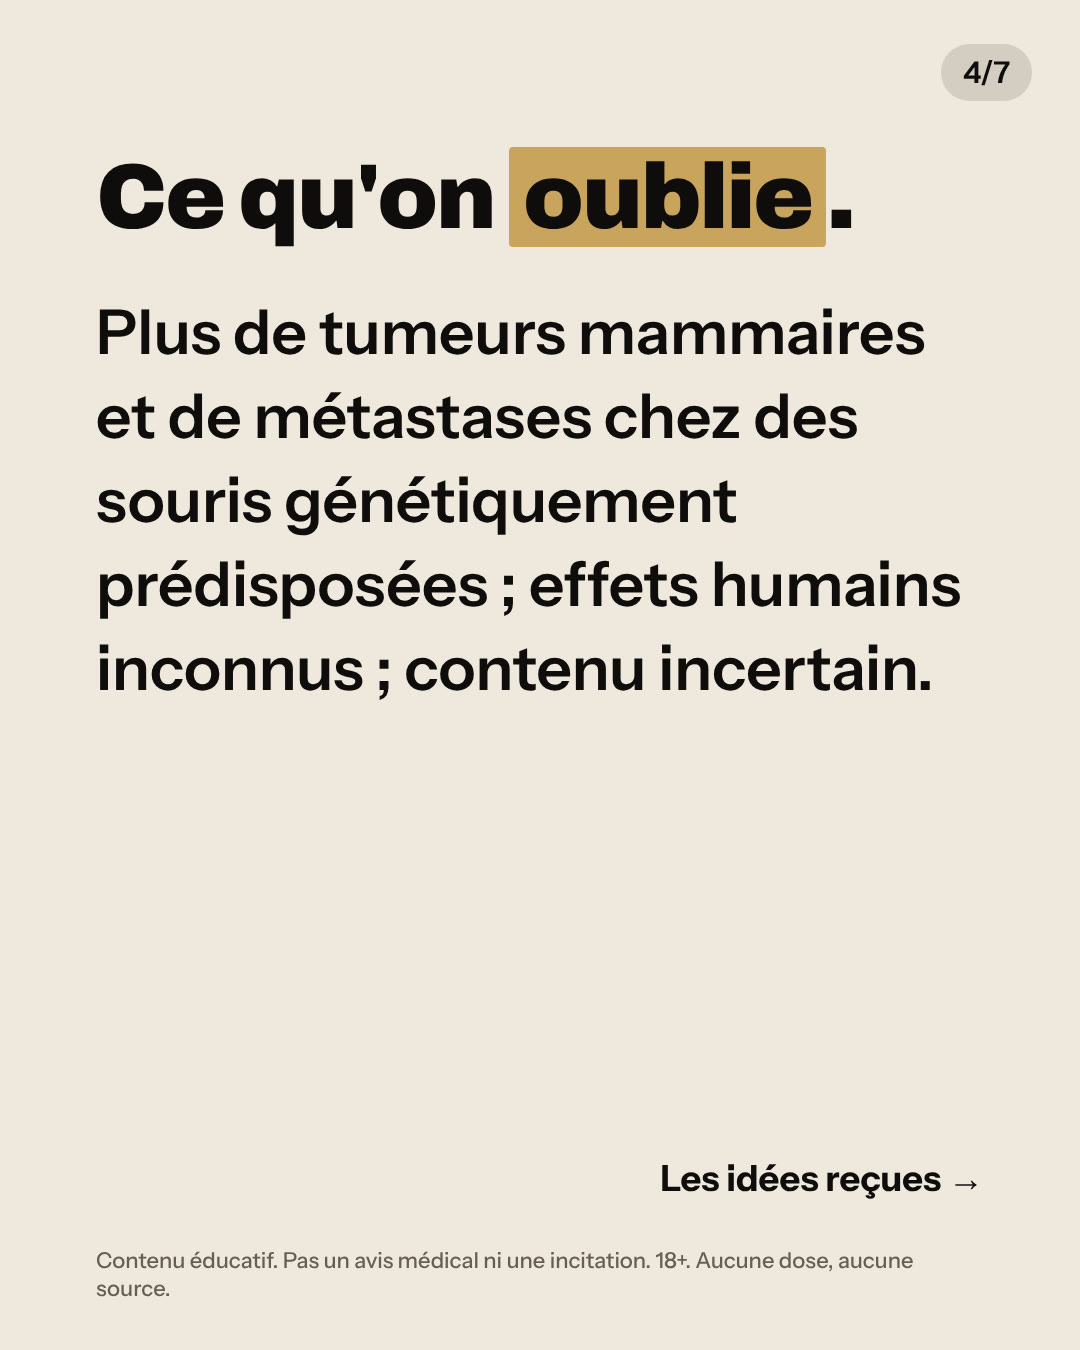 4/7
Ce qu'on oublie.
Plus de tumeurs mammaires
et de métastases chez des
souris génétiquement
prédisposées ; effets humains
inconnus ; contenu incertain.
Les idées reçues →
Contenu éducatif. Pas un avis médical ni une incitation. 18+. Aucune dose, aucune
source.